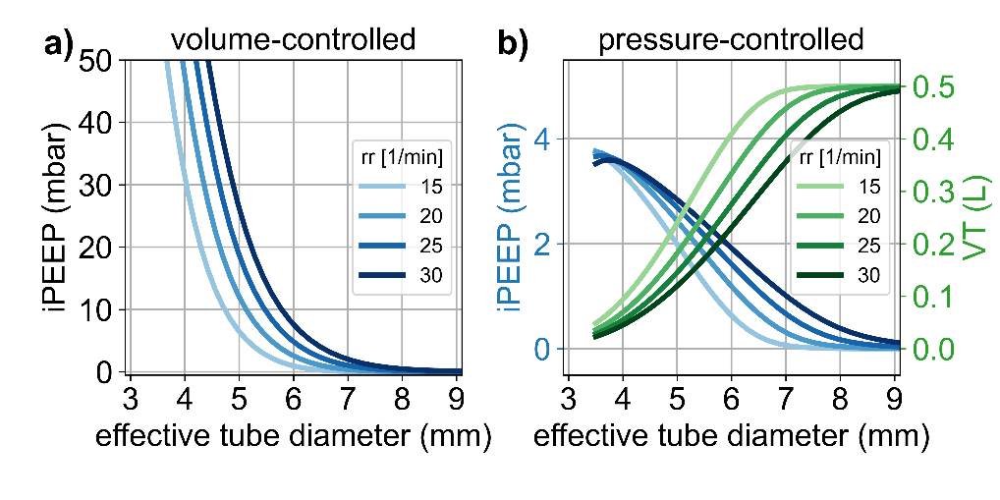 a)
volume-controlled
50
40
30
20
10
0
iPEEP (mbar)
rr [1/min]
15
20
25
30
3 4 5 6 7 8 9
effective tube diameter (mm)
b)
pressure-controlled
4
2
0
iPEEP (mbar)
rr [1/min]
15
20
25
30
0.5
0.4
0.3
0.2
0.1
0.0
VT (L)
3 4 5 6 7 8 9
effective tube diameter (mm)